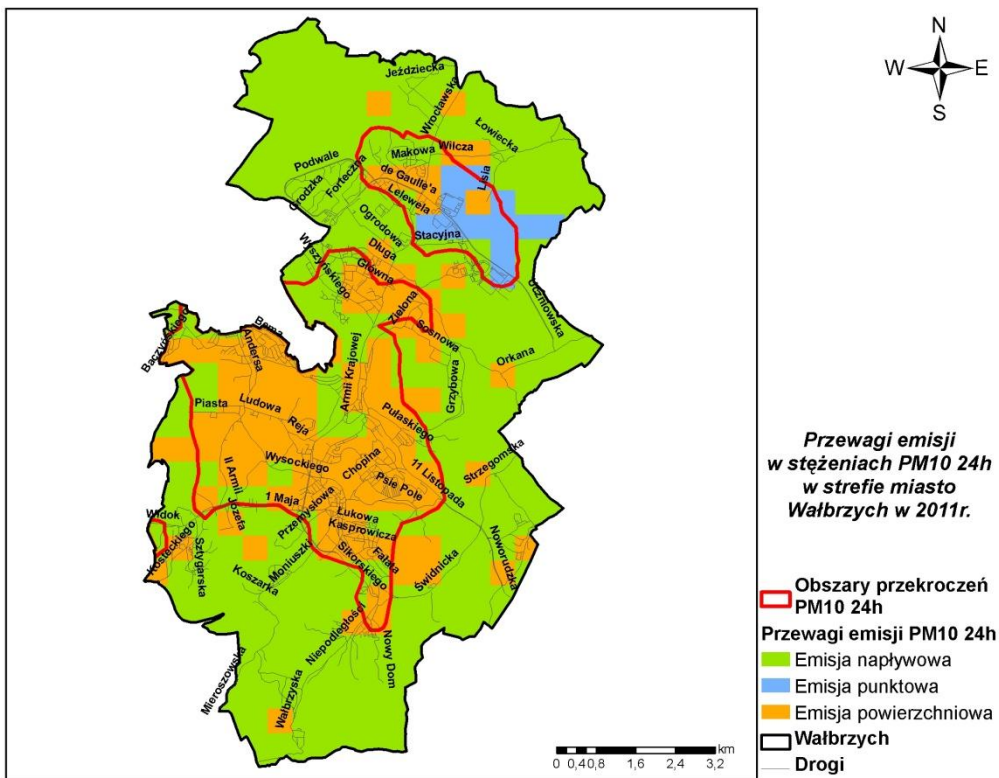 N
W
E
S
Jeździecka
Wrocławska
Łowiecka
Wilcza
Makowa
Podwale
Forteczna
de Gaulle'a
Lisia
Grodzka
Lelewela
Ogrodowa
Stacyjna
Długa
Wyszyńskiego
Główna
Uczniowska
Zielona
Baczyńskiego
Bema
Sosnowa
Andersa
Orkana
Armii Krajowej
Grzybowa
Piasta
Ludowa
Reja
Pułaskiego
Wysockiego
Chopina
11 Listopada
Strzegomska
II Armii
Psie Pole
1 Maja
Przemysłowa
Józefa
Łukowa
Widok
Kasprowicza
Kosteckiego
Sztygarska
Moniuszki
Fałata
Sikorskiego
Noworudzka
Koszarka
Świdnicka
Niepodległości
Nowy Dom
Mieroszowska
Wałbrzyska
Przewagi emisji
w stężeniach PM10 24h
w strefie miasto
Wałbrzych w 2011r.
Obszary przekroczeń
PM10 24h
Przewagi emisji PM10 24h
Emisja napływowa
Emisja punktowa
Emisja powierzchniowa
Wałbrzych
Drogi
km
0 0,40,8 1,6 2,4 3,2